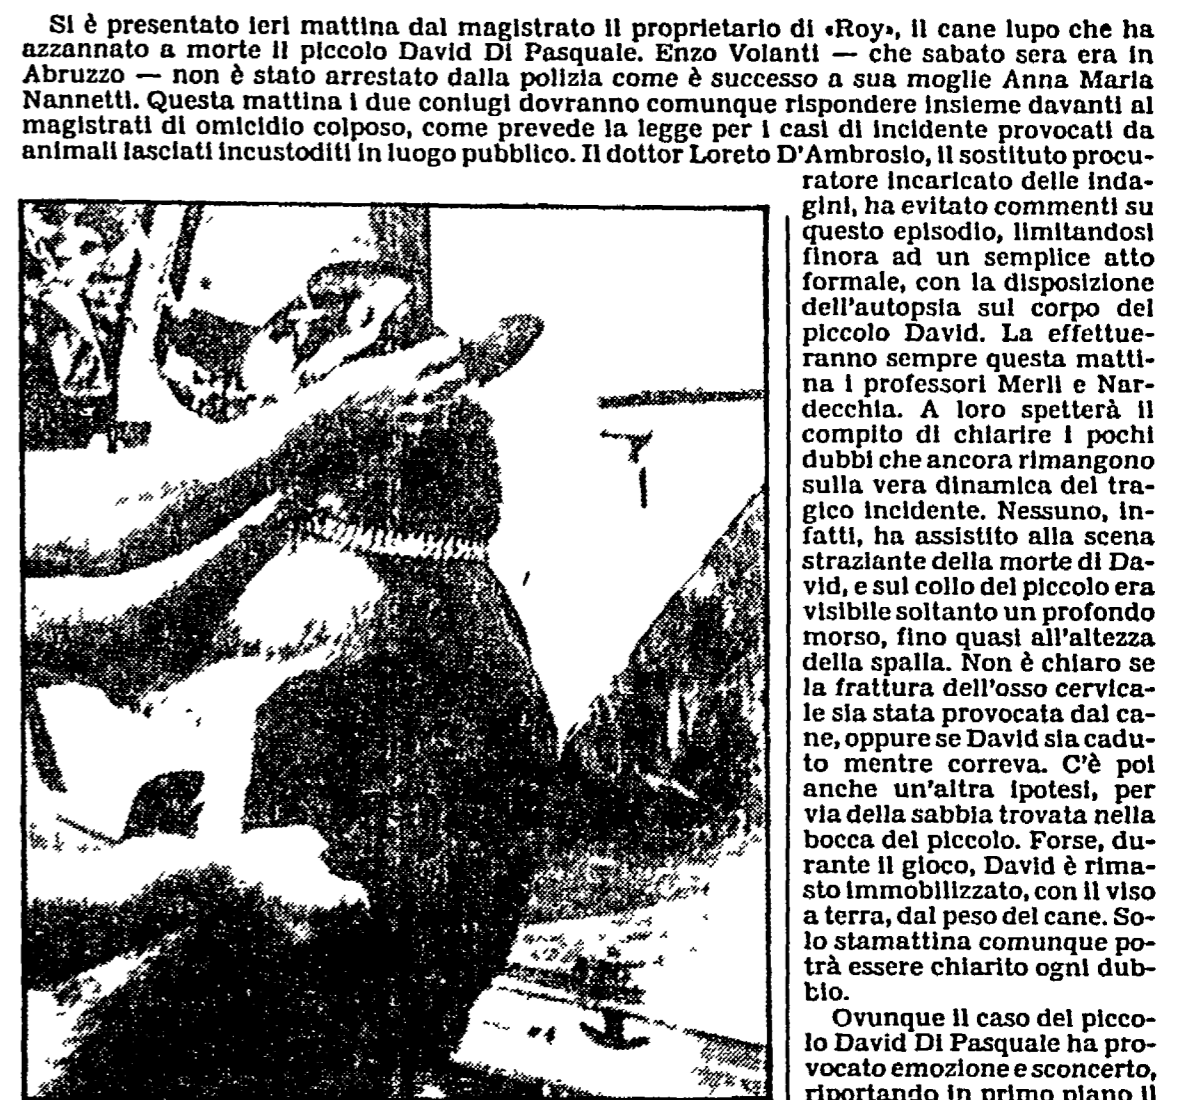 Si è presentato ieri mattina dal magistrato il proprietario di «Roy», il cane lupo che ha
azzannato a morte il piccolo David Di Pasquale. Enzo Volanti — che sabato sera era in
Abruzzo — non è stato arrestato dalla polizia come è successo a sua moglie Anna Maria
Nannetti. Questa mattina i due coniugi dovranno comunque rispondere insieme davanti ai
magistrati di omicidio colposo, come prevede la legge per i casi di incidente provocati da
animali lasciati incustoditi in luogo pubblico. Il dottor Loreto D'Ambrosio, il sostituto procu-
ratore incaricato delle inda-
gini, ha evitato commenti su
questo episodio, limitandosi
finora ad un semplice atto
formale, con la disposizione
dell'autopsia sul corpo del
piccolo David. La effettue-
ranno sempre questa matti-
na i professori Merli e Nar-
decchia. A loro spetterà il
compito di chiarire i pochi
dubbi che ancora rimangono
sulla vera dinamica del tra-
gico incidente. Nessuno, in-
fatti, ha assistito alla scena
straziante della morte di Da-
vid, e sul collo del piccolo era
visibile soltanto un profondo
morso, fino quasi all'altezza
della spalla. Non è chiaro se
la frattura dell'osso cervica-
le sia stata provocata dal ca-
ne, oppure se David sia cadu-
to mentre correva. C'è poi
anche un'altra ipotesi, per
via della sabbia trovata nella
bocca del piccolo. Forse, du-
rante il gioco, David è rima-
sto immobilizzato, con il viso
a terra, dal peso del cane. So-
lo stamattina comunque po-
trà essere chiarito ogni dub-
bio.
Ovunque il caso del picco-
lo David Di Pasquale ha pro-
vocato emozione e sconcerto,
riportando in primo piano il